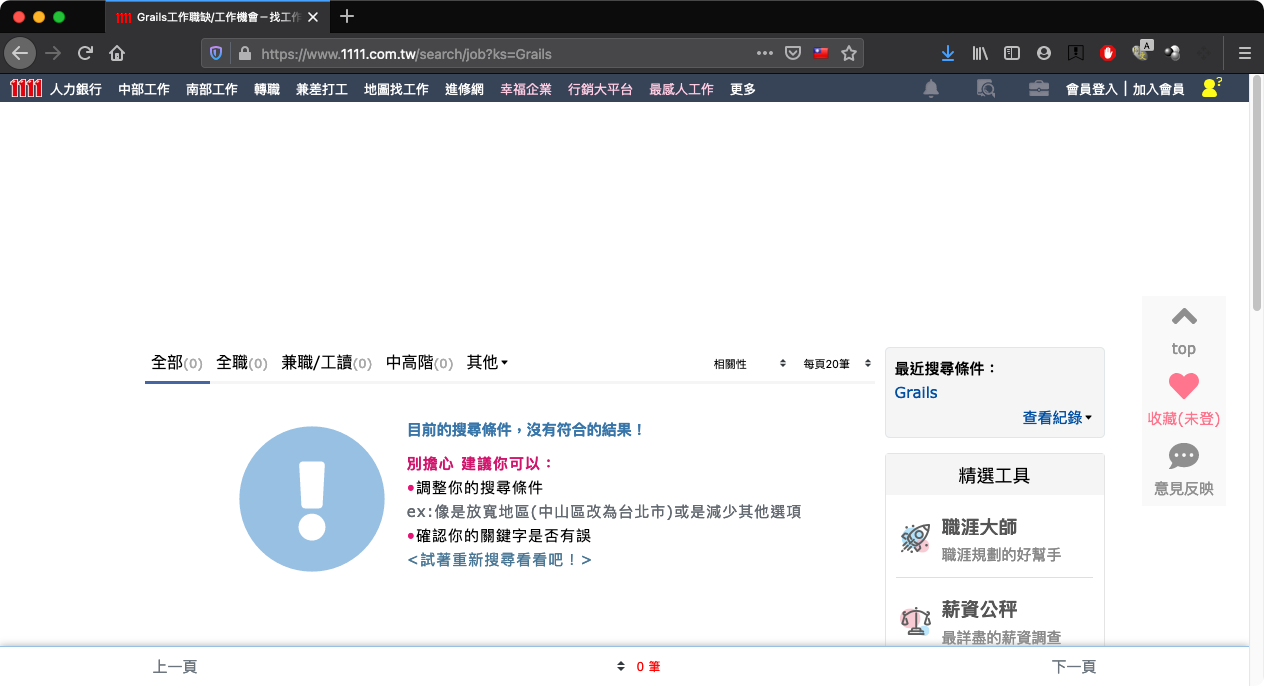 1111 Grails工作職缺/工作機會－找工作
https://www.1111.com.tw/search/job?ks=Grails
1111 人力銀行 中部工作 南部工作 轉職 兼差打工 地圖找工作 進修網 幸福企業 行銷大平台 最感人工作 更多 會員登入 | 加入會員 ?
全部(0) 全職(0) 兼職/工讀(0) 中高階(0) 其他 相關性 每頁20筆
最近搜尋條件：
Grails
查看紀錄
目前的搜尋條件，沒有符合的結果！
別擔心 建議你可以：
•調整你的搜尋條件
ex:像是放寬地區(中山區改為台北市)或是減少其他選項
•確認你的關鍵字是否有誤
<試著重新搜尋看看吧！>
精選工具
職涯大師
職涯規劃的好幫手
薪資公秤
最詳盡的薪資調查
top
收藏(未登)
意見反映
上一頁 0 筆 下一頁